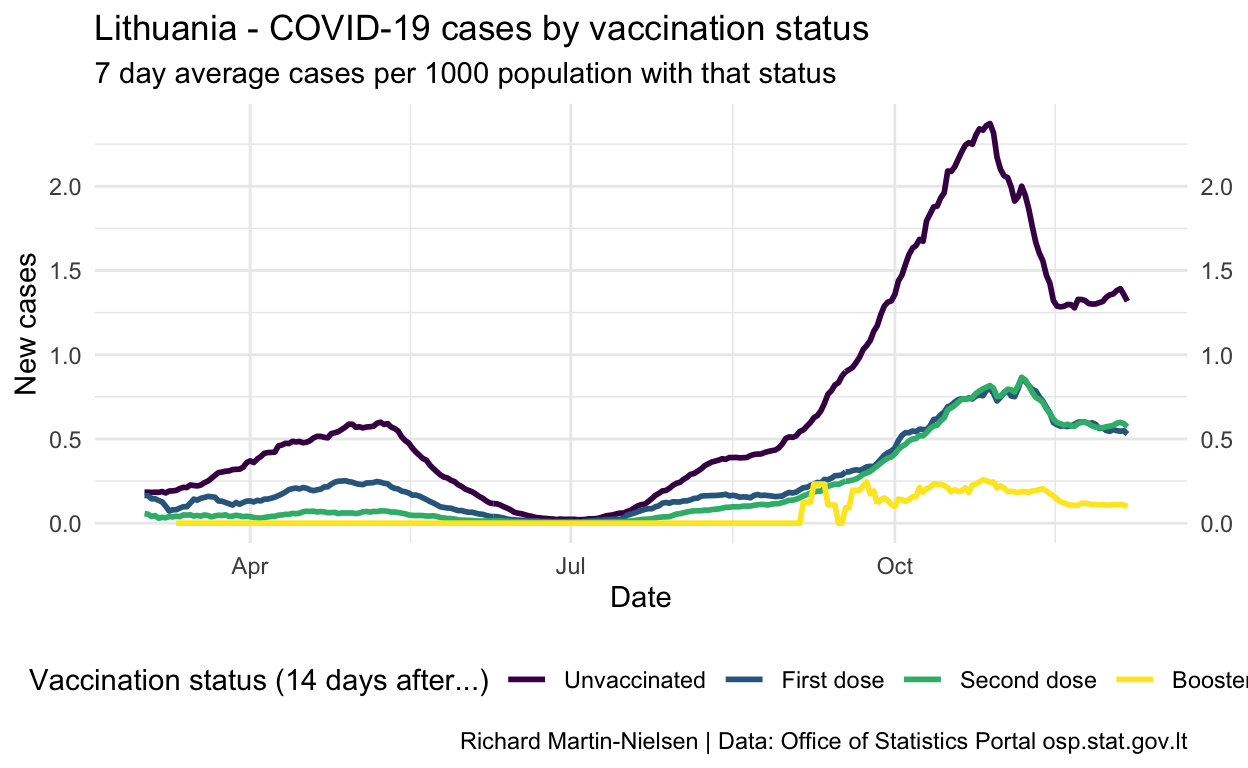 Lithuania - COVID-19 cases by vaccination status
7 day average cases per 1000 population with that status
New cases
2.0
1.5
1.0
0.5
0.0
2.0
1.5
1.0
0.5
0.0
Apr Jul Oct
Date
Vaccination status (14 days after...) Unvaccinated First dose Second dose Booster
Richard Martin-Nielsen | Data: Office of Statistics Portal osp.stat.gov.lt